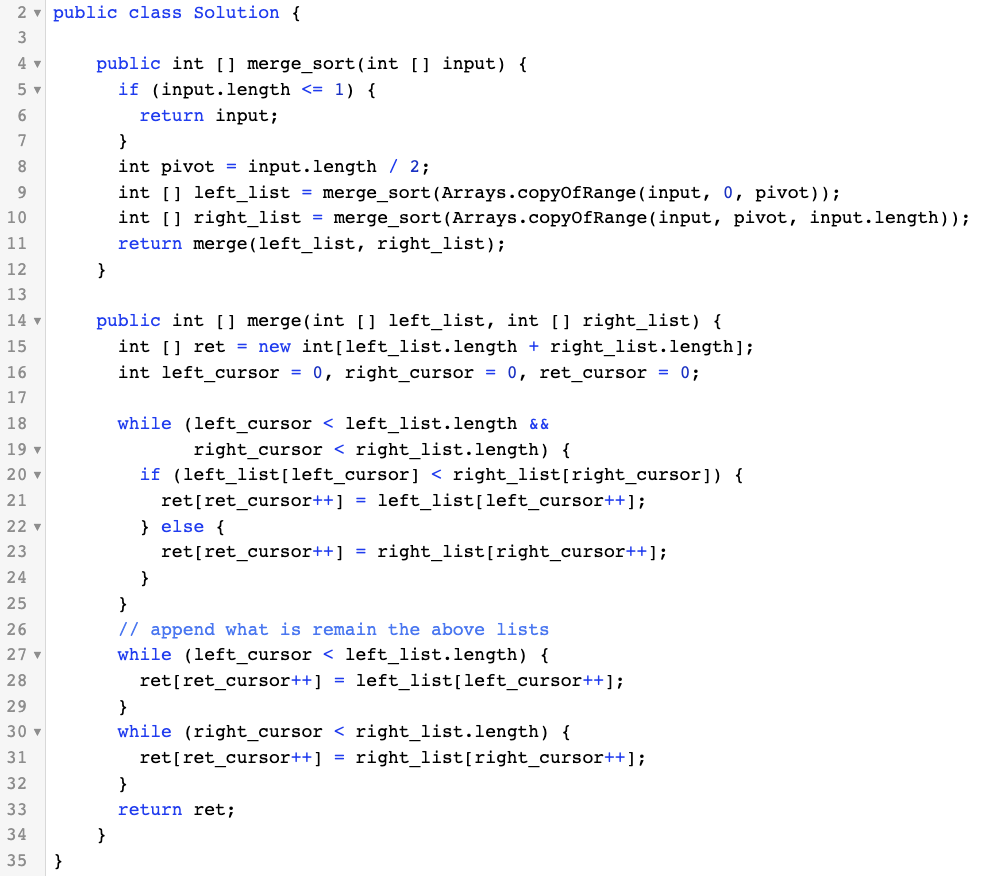 2 public class Solution {
3
4     public int [] merge_sort(int [] input) {
5       if (input.length <= 1) {
6         return input;
7       }
8       int pivot = input.length / 2;
9       int [] left_list = merge_sort(Arrays.copyOfRange(input, 0, pivot));
10       int [] right_list = merge_sort(Arrays.copyOfRange(input, pivot, input.length));
11       return merge(left_list, right_list);
12     }
13
14     public int [] merge(int [] left_list, int [] right_list) {
15       int [] ret = new int[left_list.length + right_list.length];
16       int left_cursor = 0, right_cursor = 0, ret_cursor = 0;
17
18       while (left_cursor < left_list.length &&
19              right_cursor < right_list.length) {
20         if (left_list[left_cursor] < right_list[right_cursor]) {
21           ret[ret_cursor++] = left_list[left_cursor++];
22         } else {
23           ret[ret_cursor++] = right_list[right_cursor++];
24         }
25       }
26       // append what is remain the above lists
27       while (left_cursor < left_list.length) {
28         ret[ret_cursor++] = left_list[left_cursor++];
29       }
30       while (right_cursor < right_list.length) {
31         ret[ret_cursor++] = right_list[right_cursor++];
32       }
33       return ret;
34     }
35 }